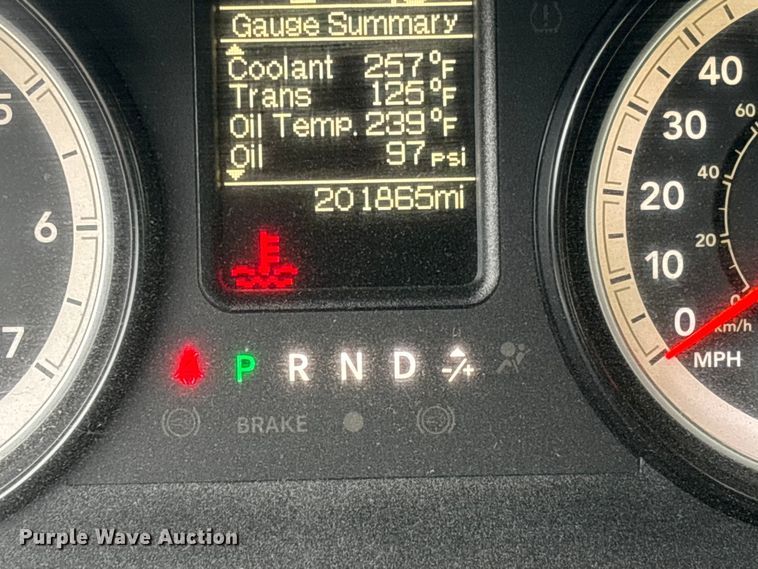 Gauge Summary
Coolant 257°F
Trans 125°F
Oil Temp. 239°F
Oil 97 PSI
201865mi
5
6
7
40
30
20
10
0
MPH
60
40
20
0
km/h
P R N D -/+
BRAKE
Purple Wave Auction